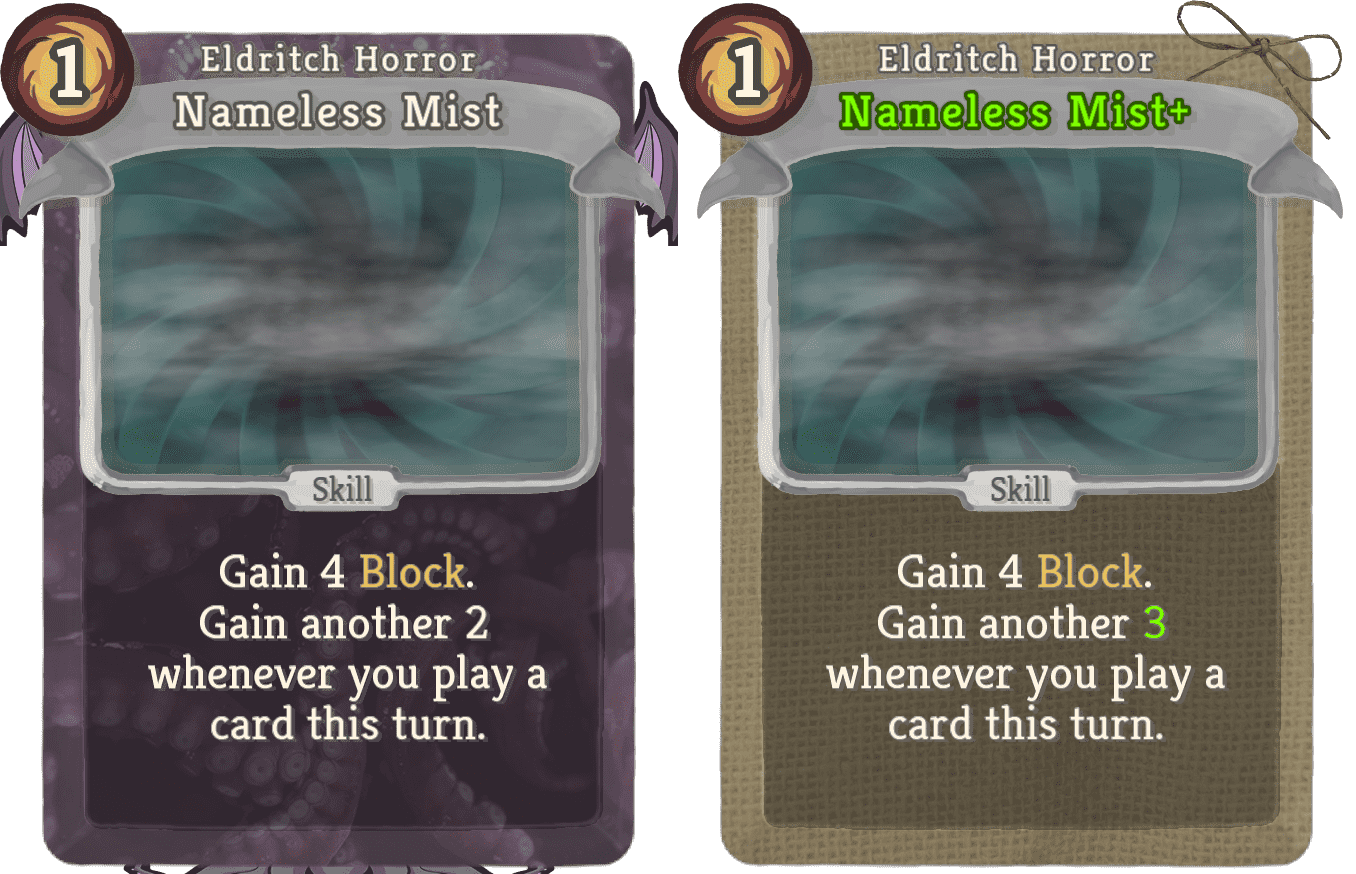 1
Eldritch Horror
Nameless Mist
Skill
Gain 4 Block.
Gain another 2
whenever you play a
card this turn.
1
Eldritch Horror
Nameless Mist+
Skill
Gain 4 Block.
Gain another 3
whenever you play a
card this turn.